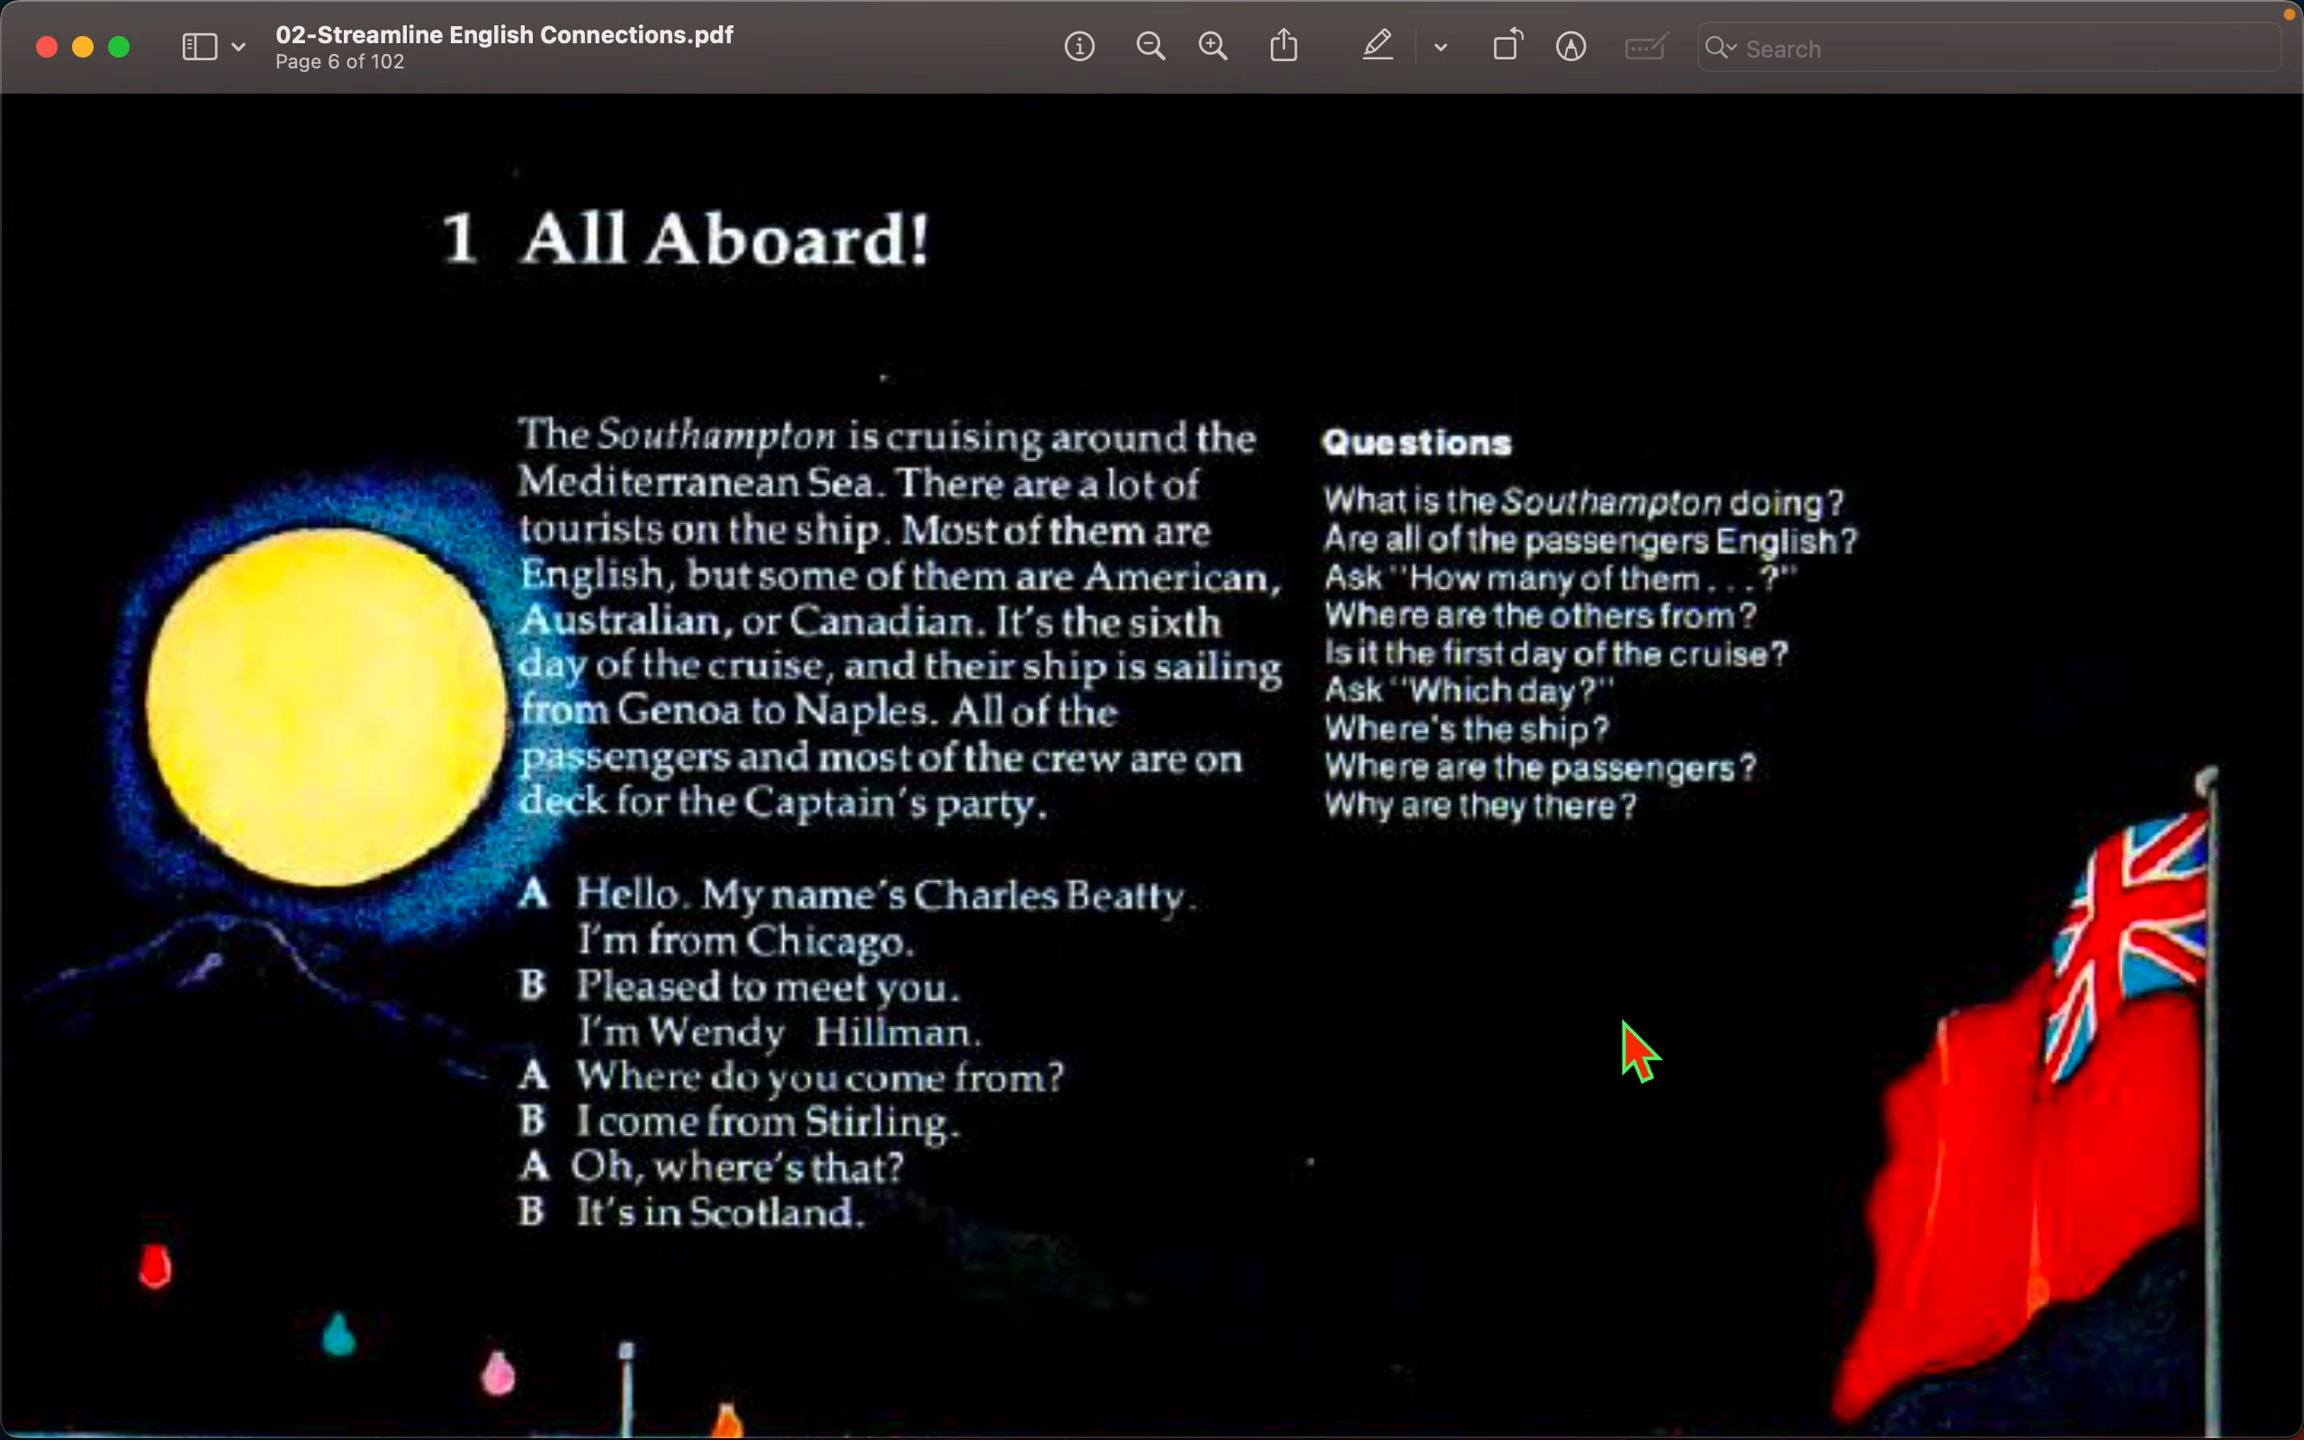 02-Streamline English Connections.pdf
Page 6 of 102
Search
1 All Aboard!
The Southampton is cruising around the
Mediterranean Sea. There are a lot of
tourists on the ship. Most of them are
English, but some of them are American,
Australian, or Canadian. It's the sixth
day of the cruise, and their ship is sailing
from Genoa to Naples. All of the
passengers and most of the crew are on
deck for the Captain's party.
A Hello. My name's Charles Beatty.
I'm from Chicago.
B Pleased to meet you.
I'm Wendy Hillman.
A Where do you come from?
B I come from Stirling.
A Oh, where's that?
B It's in Scotland.
Questions
What is the Southampton doing?
Are all of the passengers English?
Ask "How many of them . . . ?"
Where are the others from?
Is it the first day of the cruise?
Ask "Which day?"
Where's the ship?
Where are the passengers?
Why are they there?